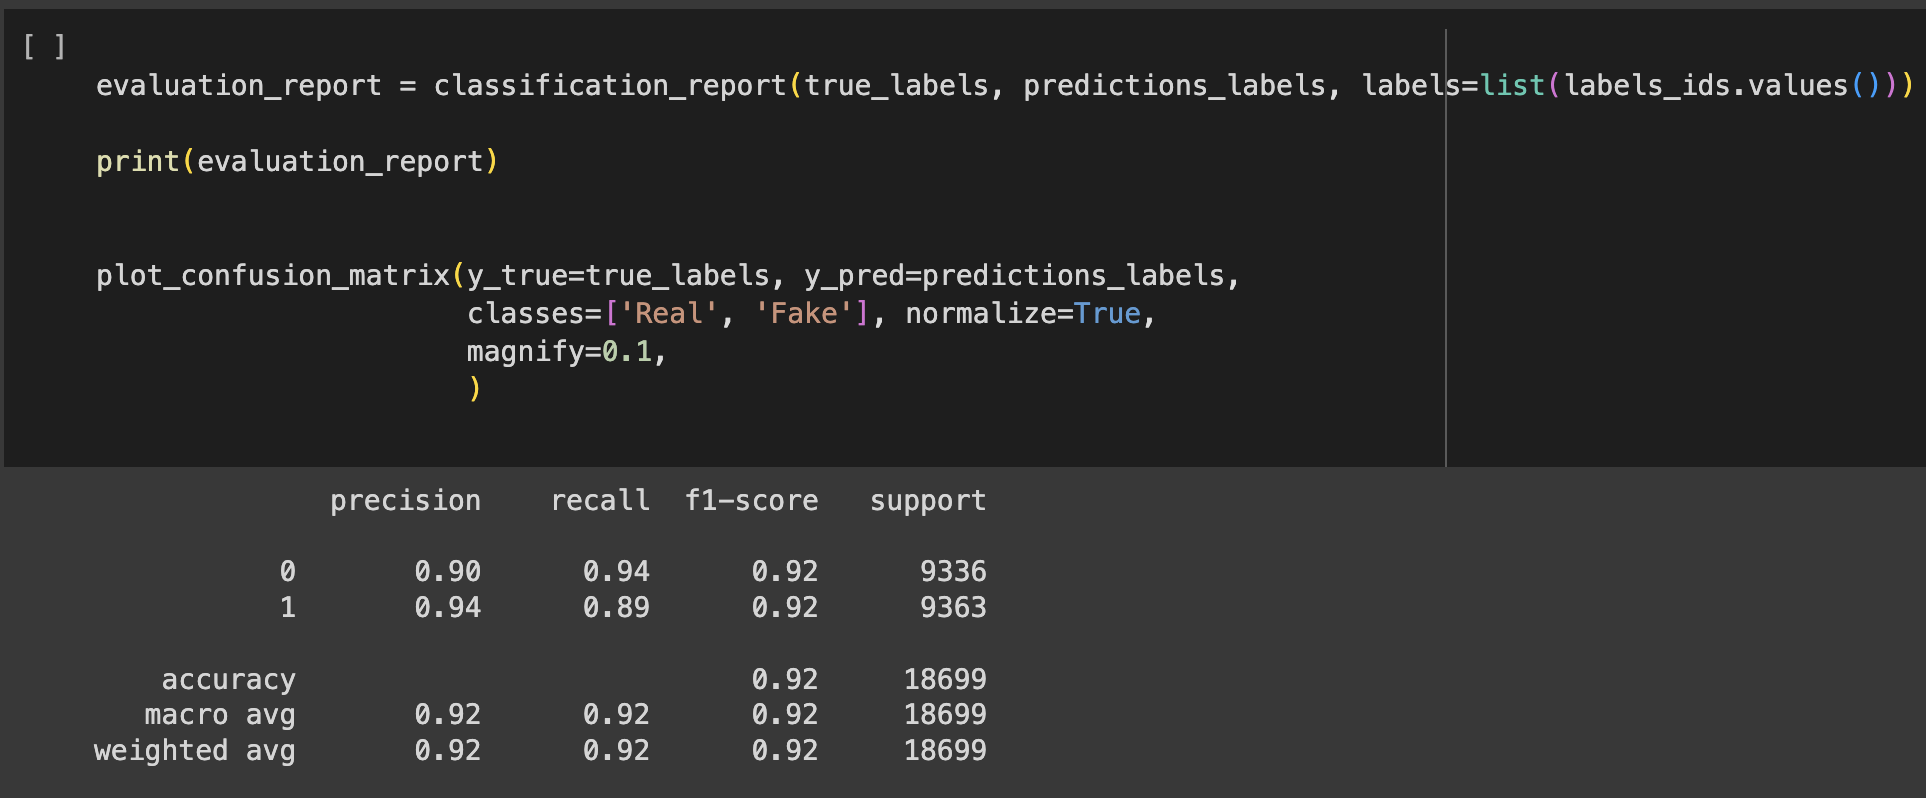 [ ]
evaluation_report = classification_report(true_labels, predictions_labels, labels=list(labels_ids.values()))
print(evaluation_report)
plot_confusion_matrix(y_true=true_labels, y_pred=predictions_labels,
classes=['Real', 'Fake'], normalize=True,
magnify=0.1,
)
precision recall f1-score support
0 0.90 0.94 0.92 9336
1 0.94 0.89 0.92 9363
accuracy 0.92 18699
macro avg 0.92 0.92 0.92 18699
weighted avg 0.92 0.92 0.92 18699